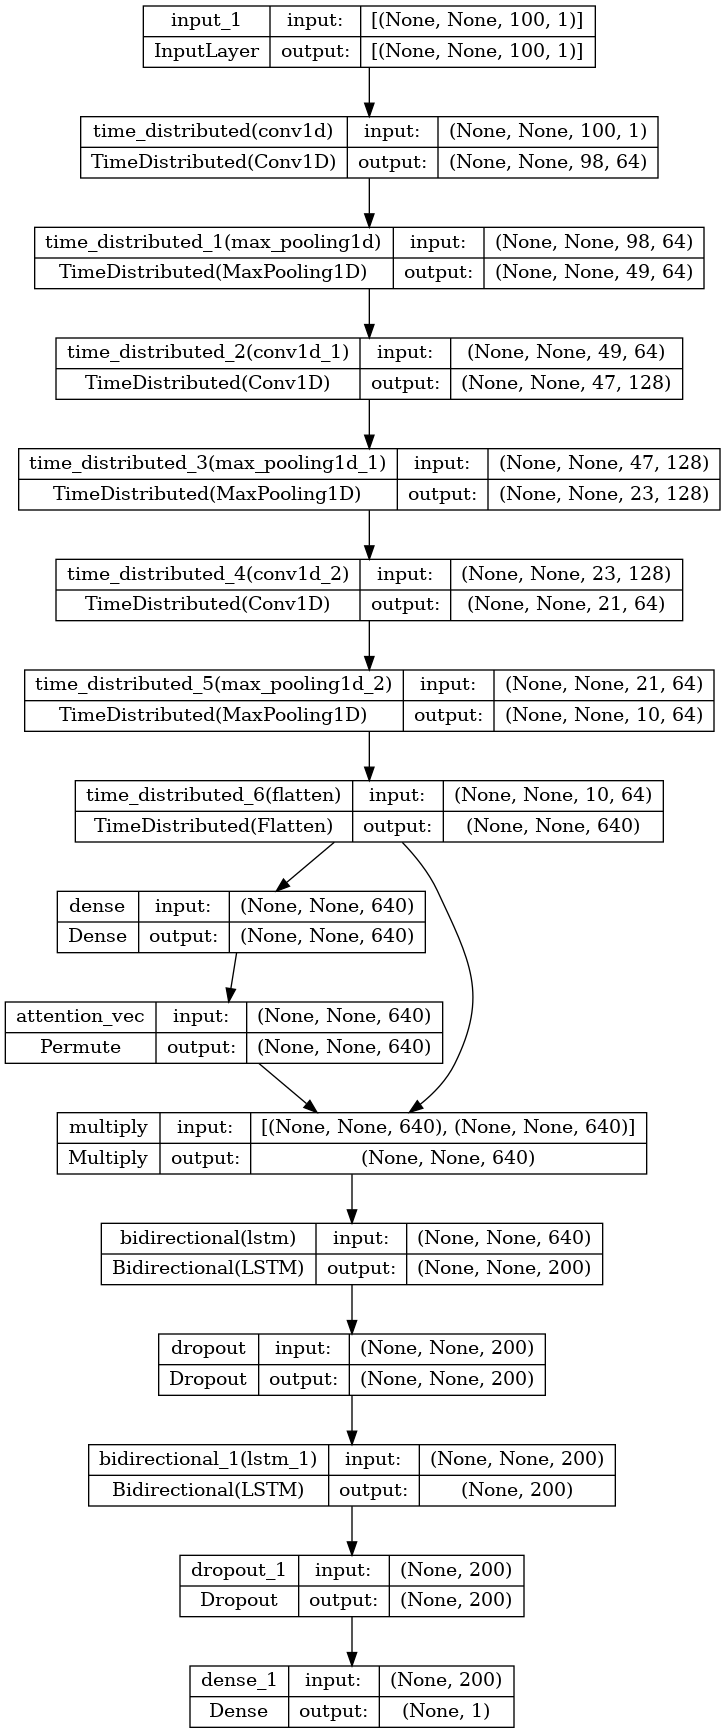 input_1 input: [(None, None, 100, 1)]
InputLayer output: [(None, None, 100, 1)]
time_distributed(conv1d) input: (None, None, 100, 1)
TimeDistributed(Conv1D) output: (None, None, 98, 64)
time_distributed_1(max_pooling1d) input: (None, None, 98, 64)
TimeDistributed(MaxPooling1D) output: (None, None, 49, 64)
time_distributed_2(conv1d_1) input: (None, None, 49, 64)
TimeDistributed(Conv1D) output: (None, None, 47, 128)
time_distributed_3(max_pooling1d_1) input: (None, None, 47, 128)
TimeDistributed(MaxPooling1D) output: (None, None, 23, 128)
time_distributed_4(conv1d_2) input: (None, None, 23, 128)
TimeDistributed(Conv1D) output: (None, None, 21, 64)
time_distributed_5(max_pooling1d_2) input: (None, None, 21, 64)
TimeDistributed(MaxPooling1D) output: (None, None, 10, 64)
time_distributed_6(flatten) input: (None, None, 10, 64)
TimeDistributed(Flatten) output: (None, None, 640)
dense input: (None, None, 640)
Dense output: (None, None, 640)
attention_vec input: (None, None, 640)
Permute output: (None, None, 640)
multiply input: [(None, None, 640), (None, None, 640)]
Multiply output: (None, None, 640)
bidirectional(lstm) input: (None, None, 640)
Bidirectional(LSTM) output: (None, None, 200)
dropout input: (None, None, 200)
Dropout output: (None, None, 200)
bidirectional_1(lstm_1) input: (None, None, 200)
Bidirectional(LSTM) output: (None, 200)
dropout_1 input: (None, 200)
Dropout output: (None, 200)
dense_1 input: (None, 200)
Dense output: (None, 1)